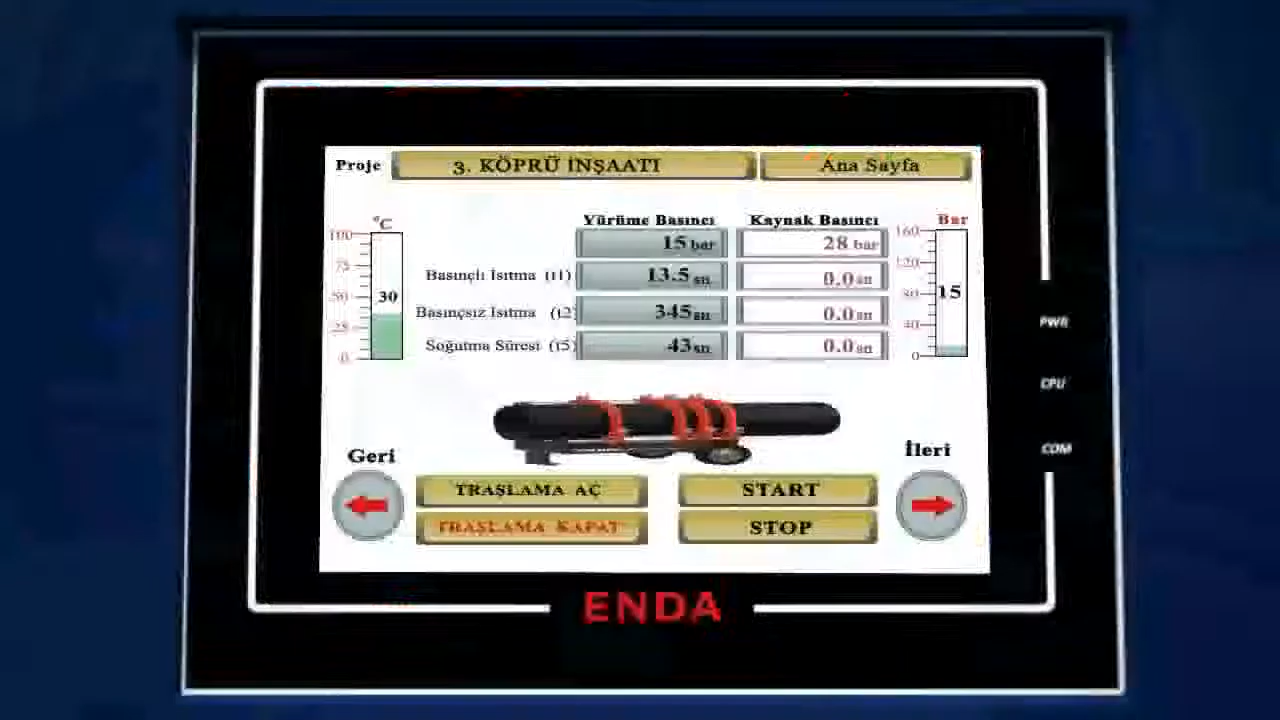 Proje 3. KÖPRÜ İNŞAATI Ana Sayfa
°C Yürüme Basıncı Kaynak Basıncı Bar
100 15 bar 28 bar 160
75 Basınçlı Isıtma (t1) 13.5 sn 0.0 sn 120
50 30 Basınçsız Isıtma (t2) 345 sn 0.0 sn 80 15
25 40
0 Soğutma Süresi (t5) 43 sn 0.0 sn 0
PWR
CPU
COM
Geri İleri
TRAŞLAMA AÇ START
TRAŞLAMA KAPAT STOP
ENDA